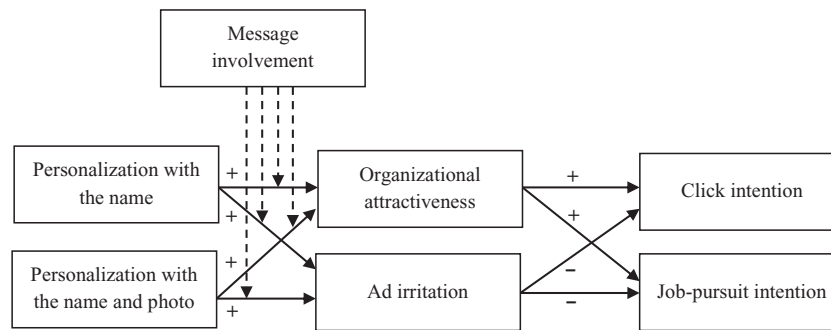 Message
involvement
Personalization with
the name
Organizational
attractiveness
Click intention
Personalization with
the name and photo
Ad irritation
Job-pursuit intention
+
+
+
+
+
+
−
−